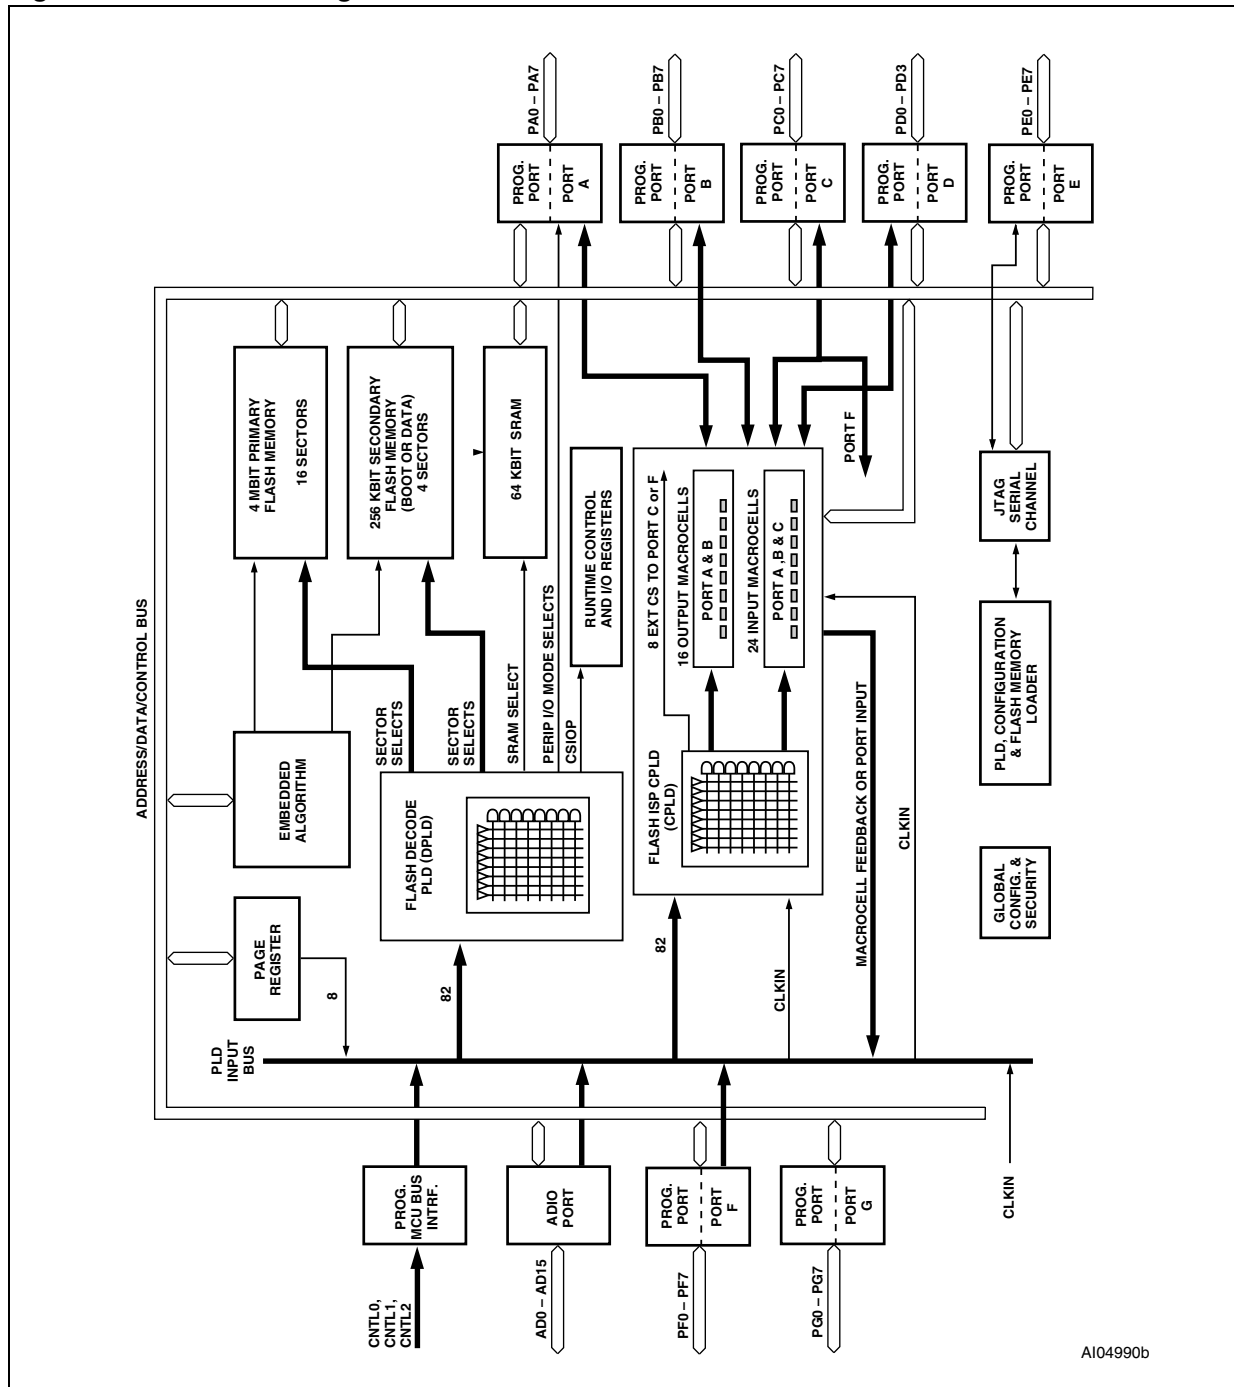 PA0 – PA7
PB0 – PB7
PC0 – PC7
PD0 – PD3
PE0 – PE7
PROG.
PORT
PORT
A
PROG.
PORT
PORT
B
PROG.
PORT
PORT
C
PROG.
PORT
PORT
D
PROG.
PORT
PORT
E
ADDRESS/DATA/CONTROL BUS
4 MBIT PRIMARY
FLASH MEMORY
16 SECTORS
256 KBIT SECONDARY
FLASH MEMORY
(BOOT OR DATA)
4 SECTORS
64 KBIT SRAM
RUNTIME CONTROL
AND I/O REGISTERS
SECTOR
SELECTS
SECTOR
SELECTS
SRAM SELECT
PERIP I/O MODE SELECTS
CSIOP
8 EXT CS TO PORT C or F
16 OUTPUT MACROCELLS
PORT A & B
24 INPUT MACROCELLS
PORT A ,B & C
PORT F
JTAG
SERIAL
CHANNEL
EMBEDDED
ALGORITHM
FLASH DECODE
PLD (DPLD)
FLASH ISP CPLD
(CPLD)
MACROCELL FEEDBACK OR PORT INPUT
CLKIN
PLD, CONFIGURATION
& FLASH MEMORY
LOADER
GLOBAL
CONFIG. &
SECURITY
PAGE
REGISTER
8
82
82
CLKIN
PLD
INPUT
BUS
PROG.
MCU BUS
INTRF.
ADIO
PORT
PROG.
PORT
PORT
F
PROG.
PORT
PORT
G
CLKIN
CNTL0,
CNTL1,
CNTL2
AD0 – AD15
PF0 – PF7
PG0 – PG7
AI04990b